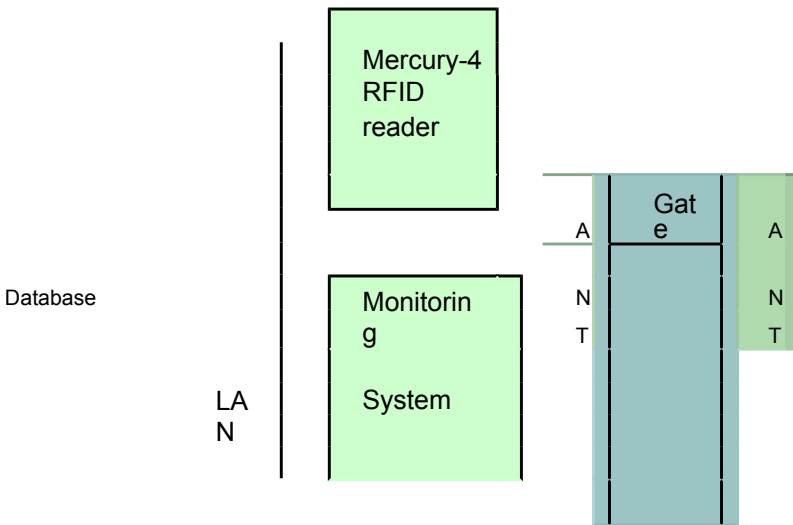 Mercury-4
RFID
reader
Gat
e
A
N
T
A
N
T
Database
Monitorin
g
System
LA
N